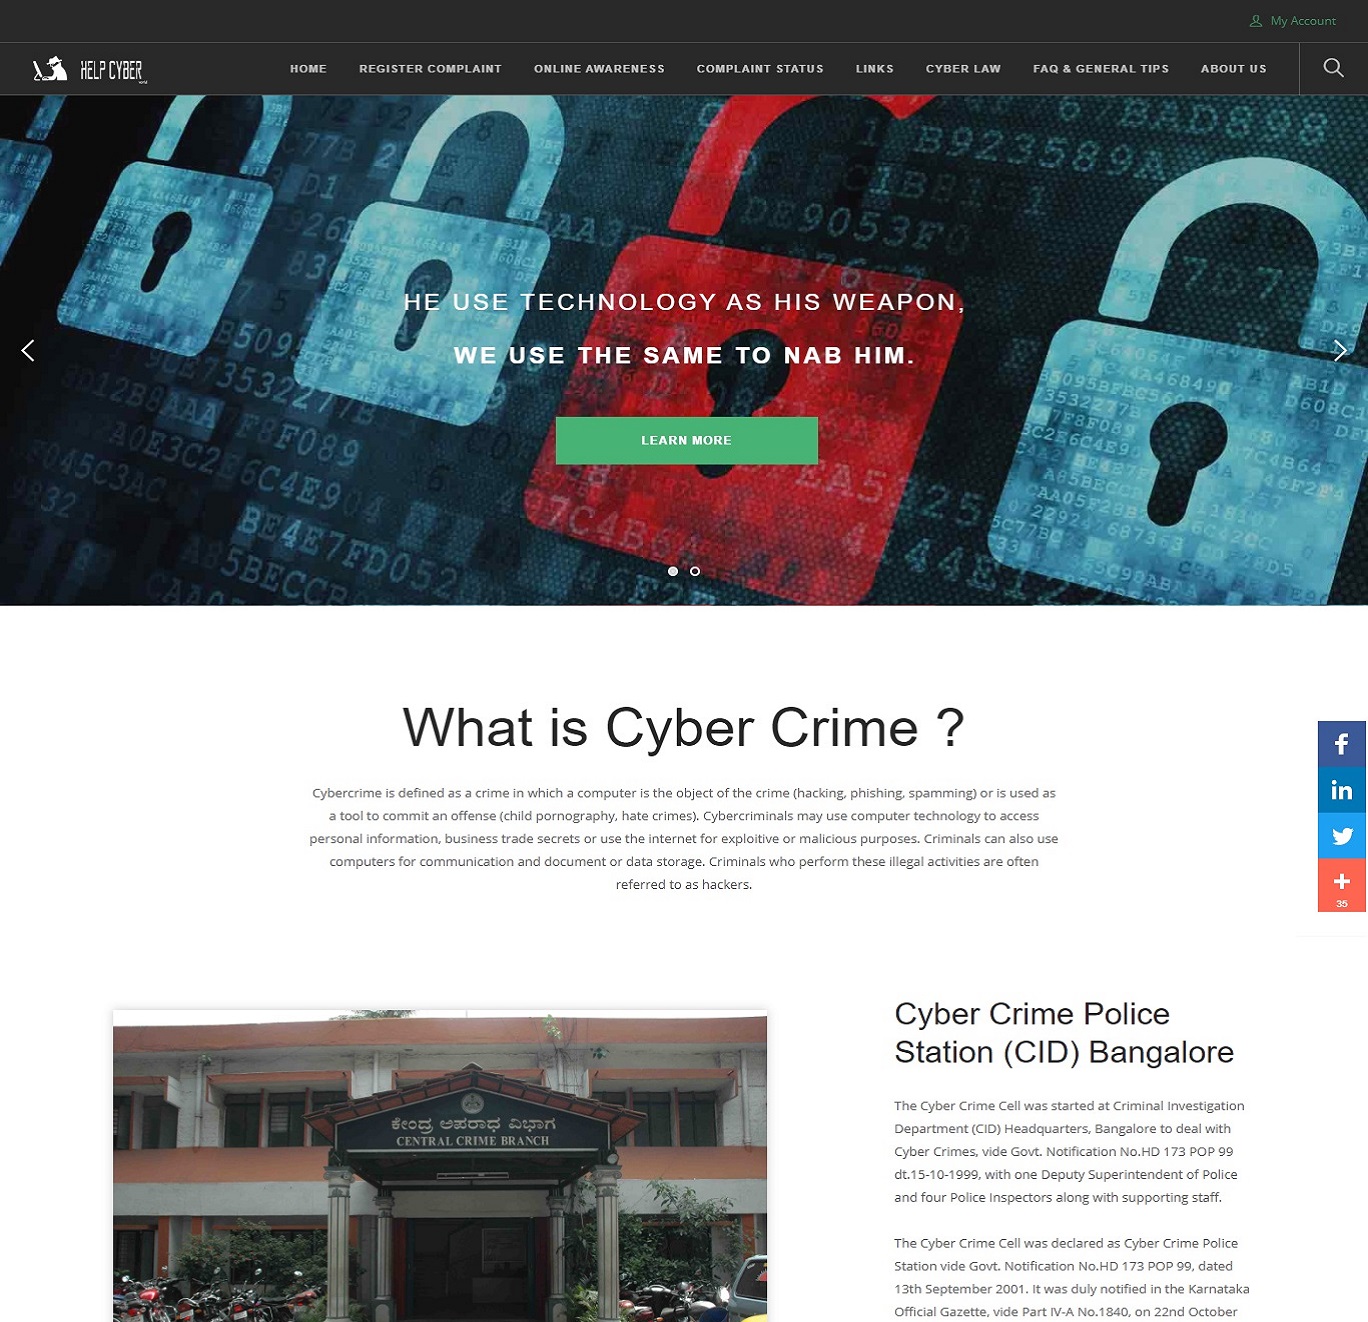 My Account
HELP CYBER
HOME
REGISTER COMPLAINT
ONLINE AWARENESS
COMPLAINT STATUS
LINKS
CYBER LAW
FAQ & GENERAL TIPS
ABOUT US
HE USE TECHNOLOGY AS HIS WEAPON,
WE USE THE SAME TO NAB HIM.
LEARN MORE
What is Cyber Crime ?
Cybercrime is defined as a crime in which a computer is the object of the crime (hacking, phishing, spamming) or is used as
a tool to commit an offense (child pornography, hate crimes). Cybercriminals may use computer technology to access
personal information, business trade secrets or use the internet for exploitive or malicious purposes. Criminals can also use
computers for communication and document or data storage. Criminals who perform these illegal activities are often
referred to as hackers.
35
ಕೇಂದ್ರ ಅಪರಾಧ ವಿಭಾಗ
CENTRAL CRIME BRANCH
Cyber Crime Police
Station (CID) Bangalore
The Cyber Crime Cell was started at Criminal Investigation
Department (CID) Headquarters, Bangalore to deal with
Cyber Crimes, vide Govt. Notification No.HD 173 POP 99
dt.15-10-1999, with one Deputy Superintendent of Police
and four Police Inspectors along with supporting staff.
The Cyber Crime Cell was declared as Cyber Crime Police
Station vide Govt. Notification No.HD 173 POP 99, dated
13th September 2001. It was duly notified in the Karnataka
Official Gazette, vide Part IV-A No.1840, on 22nd October